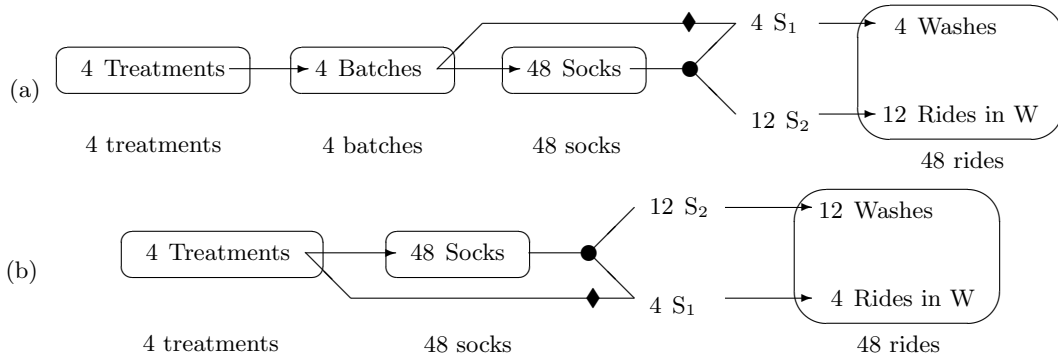 (a)
4 Treatments
4 Batches
48 Socks
4 S₁
12 S₂
4 Washes
12 Rides in W
4 treatments
4 batches
48 socks
48 rides
(b)
4 Treatments
48 Socks
12 S₂
4 S₁
12 Washes
4 Rides in W
4 treatments
48 socks
48 rides